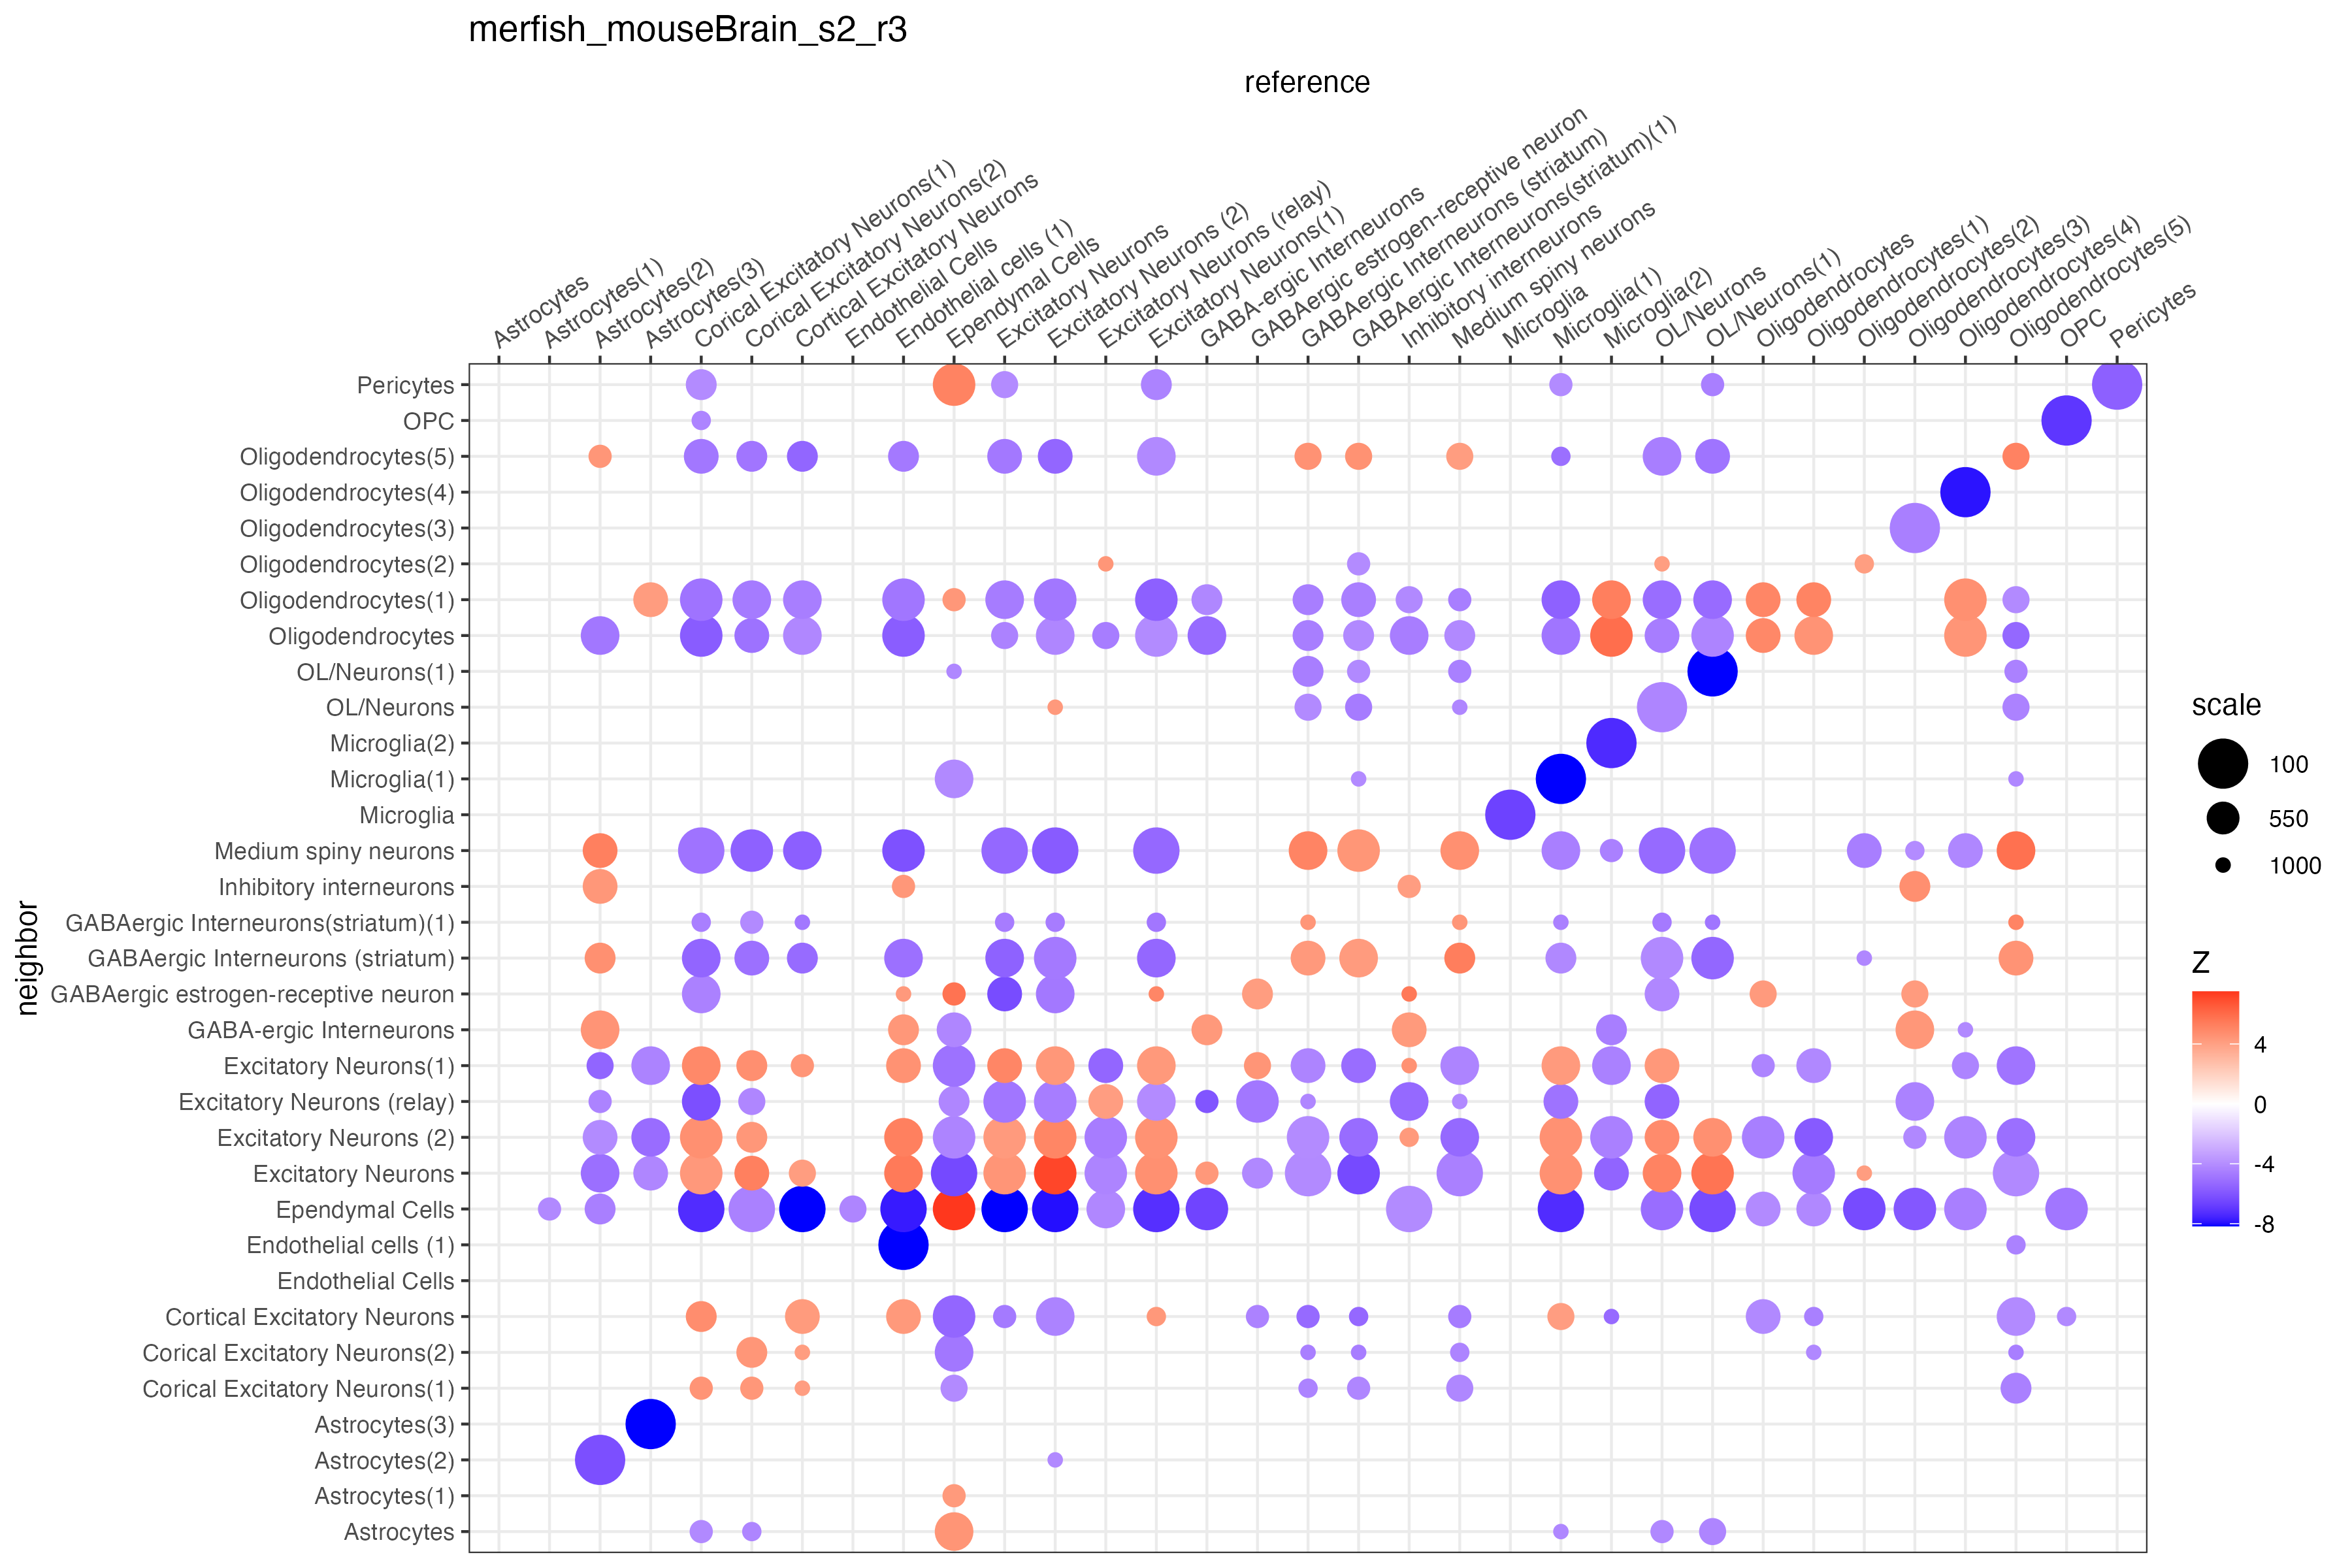 merfish_mouseBrain_s2_r3
reference
Astrocytes
Astrocytes(1)
Astrocytes(2)
Astrocytes(3)
Corical Excitatory Neurons(1)
Corical Excitatory Neurons(2)
Cortical Excitatory Neurons
Endothelial Cells
Endothelial cells (1)
Ependymal Cells
Excitatory Neurons
Excitatory Neurons (2)
Excitatory Neurons (relay)
Excitatory Neurons(1)
GABA-ergic Interneurons
GABAergic estrogen-receptive neuron
GABAergic Interneurons (striatum)
GABAergic Interneurons(striatum)(1)
Inhibitory interneurons
Medium spiny neurons
Microglia
Microglia(1)
Microglia(2)
OL/Neurons
OL/Neurons(1)
Oligodendrocytes
Oligodendrocytes(1)
Oligodendrocytes(2)
Oligodendrocytes(3)
Oligodendrocytes(4)
Oligodendrocytes(5)
OPC
Pericytes
neighbor
Pericytes
OPC
Oligodendrocytes(5)
Oligodendrocytes(4)
Oligodendrocytes(3)
Oligodendrocytes(2)
Oligodendrocytes(1)
Oligodendrocytes
OL/Neurons(1)
OL/Neurons
Microglia(2)
Microglia(1)
Microglia
Medium spiny neurons
Inhibitory interneurons
GABAergic Interneurons(striatum)(1)
GABAergic Interneurons (striatum)
GABAergic estrogen-receptive neuron
GABA-ergic Interneurons
Excitatory Neurons(1)
Excitatory Neurons (relay)
Excitatory Neurons (2)
Excitatory Neurons
Ependymal Cells
Endothelial cells (1)
Endothelial Cells
Cortical Excitatory Neurons
Corical Excitatory Neurons(2)
Corical Excitatory Neurons(1)
Astrocytes(3)
Astrocytes(2)
Astrocytes(1)
Astrocytes
scale
100
550
1000
Z
4
0
-4
-8